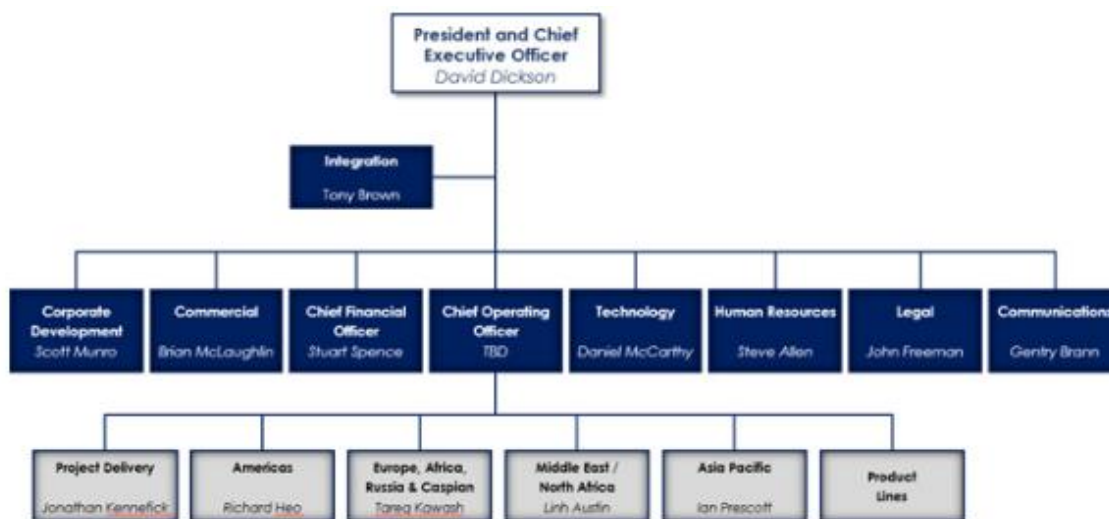 President and Chief
Executive Officer
David Dickson
Integration
Tony Brown
Corporate
Development
Scott Munro
Commercial
Brian McLaughlin
Chief Financial
Officer
Stuart Spence
Chief Operating
Officer
TBD
Technology
Daniel McCarthy
Human Resources
Steve Allen
Legal
John Freeman
Communications
Gentry Brann
Project Delivery
Jonathan Kennefick
Americas
Richard Heo
Europe, Africa,
Russia & Caspian
Tareq Kawash
Middle East /
North Africa
Linh Austin
Asia Pacific
Ian Prescott
Product
Lines